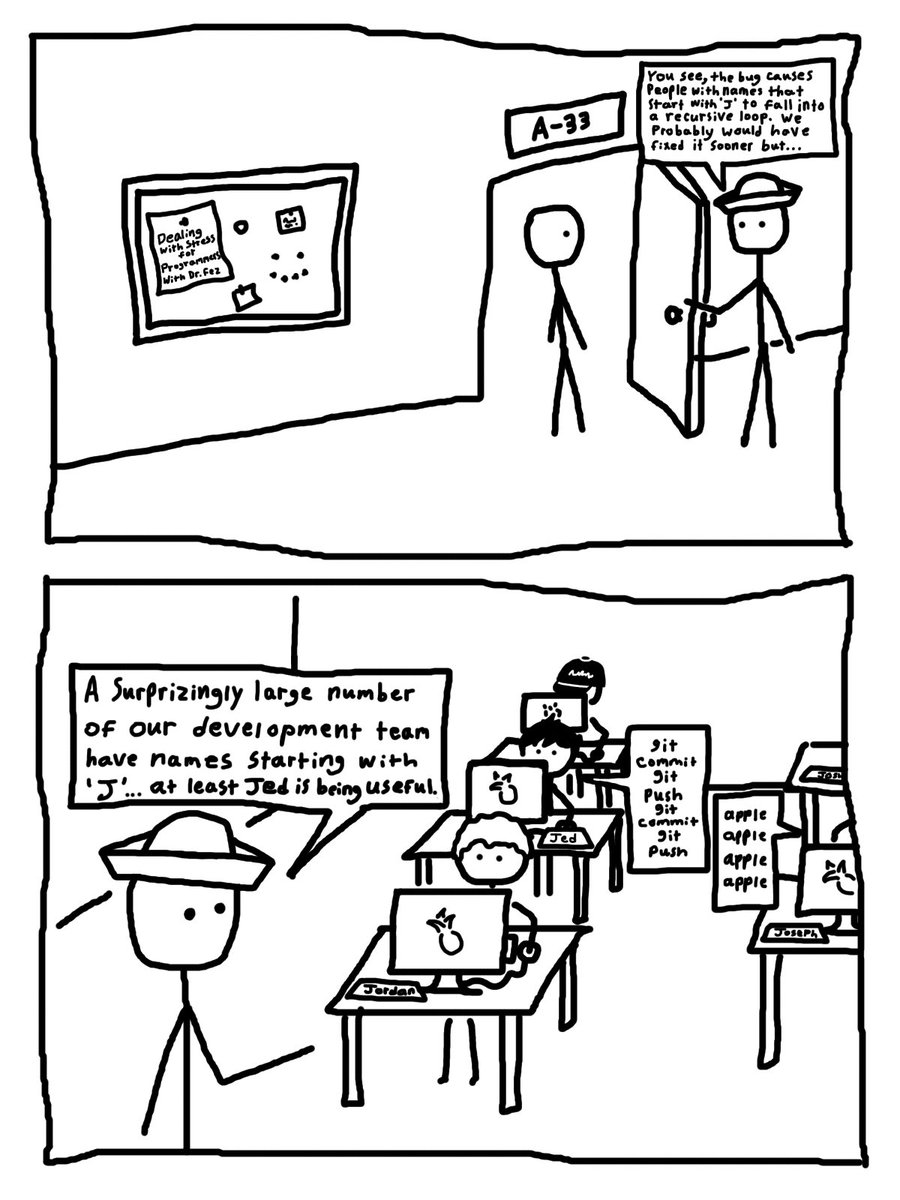 You see, the bug causes
People with names that
start with 'J' to fall into
a recursive loop. We
Probably would have
fixed it sooner but...
A-33
Dealing
with stress
for
Programmers
with Dr. Fez
A Surprizingly large number
of our development team
have names starting with
'J'... at least Jed is being useful.
git
commit
git
push
git
commit
git
push
Jed
apple
apple
apple
apple
Joseph
Jordan